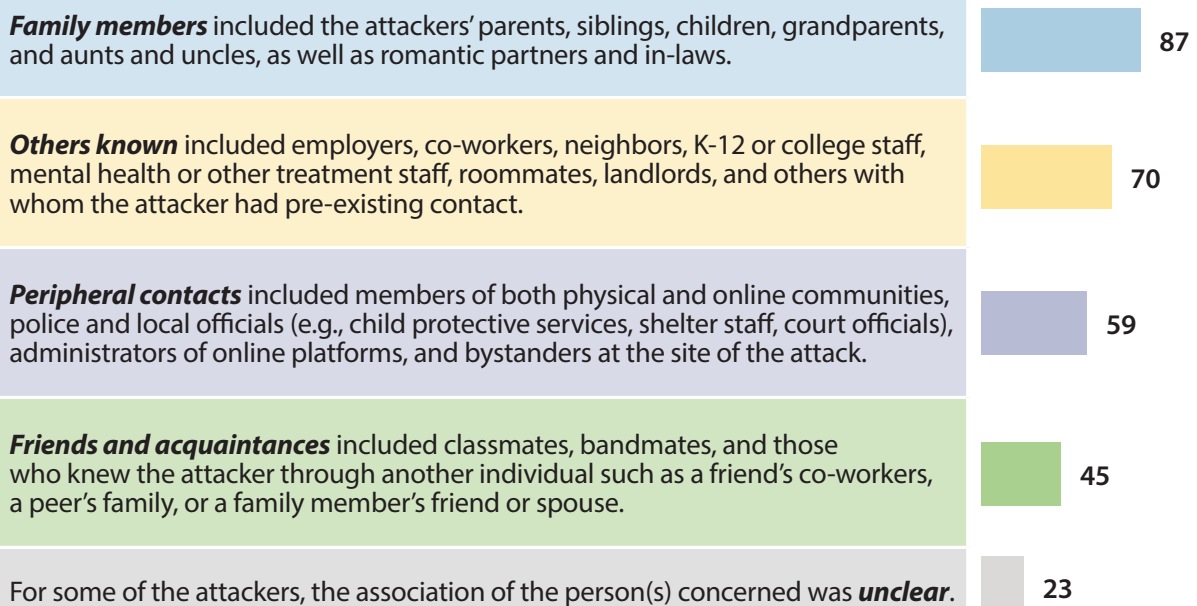 Family members included the attackers’ parents, siblings, children, grandparents,
and aunts and uncles, as well as romantic partners and in-laws.
87
Others known included employers, co-workers, neighbors, K-12 or college staff,
mental health or other treatment staff, roommates, landlords, and others with
whom the attacker had pre-existing contact.
70
Peripheral contacts included members of both physical and online communities,
police and local officials (e.g., child protective services, shelter staff, court officials),
administrators of online platforms, and bystanders at the site of the attack.
59
Friends and acquaintances included classmates, bandmates, and those
who knew the attacker through another individual such as a friend’s co-workers,
a peer’s family, or a family member’s friend or spouse.
45
For some of the attackers, the association of the person(s) concerned was unclear.
23